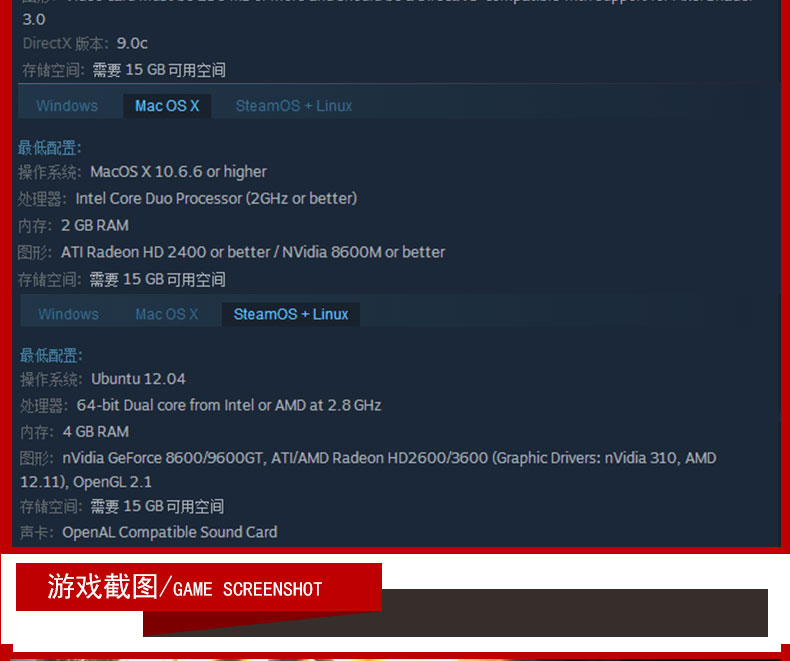 3.0
DirectX 版本: 9.0c
存储空间: 需要 15 GB 可用空间
Windows Mac OS X SteamOS + Linux
最低配置:
操作系统: MacOS X 10.6.6 or higher
处理器: Intel Core Duo Processor (2GHz or better)
内存: 2 GB RAM
图形: ATI Radeon HD 2400 or better / NVidia 8600M or better
存储空间: 需要 15 GB 可用空间
Windows Mac OS X SteamOS + Linux
最低配置:
操作系统: Ubuntu 12.04
处理器: 64-bit Dual core from Intel or AMD at 2.8 GHz
内存: 4 GB RAM
图形: nVidia GeForce 8600/9600GT, ATI/AMD Radeon HD2600/3600 (Graphic Drivers: nVidia 310, AMD
12.11), OpenGL 2.1
存储空间: 需要 15 GB 可用空间
声卡: OpenAL Compatible Sound Card
游戏截图/GAME SCREENSHOT